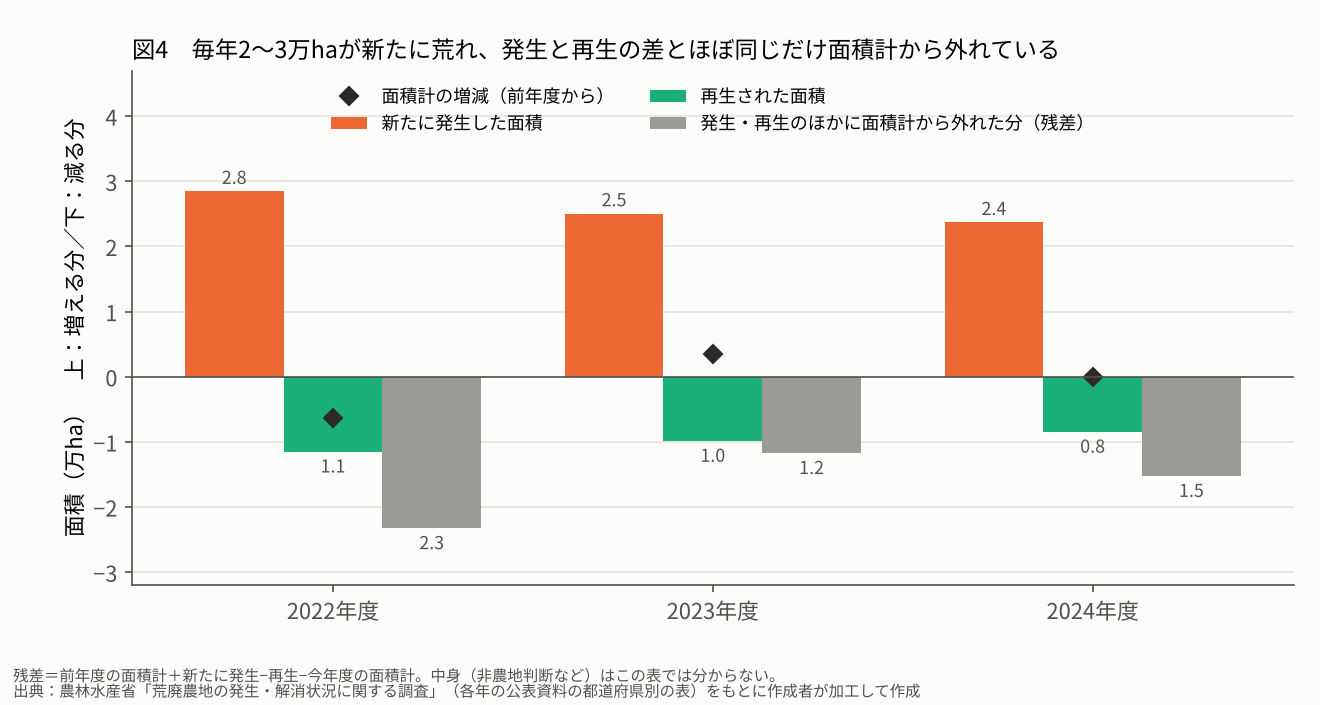 図4　毎年2〜3万haが新たに荒れ、発生と再生の差とほぼ同じだけ面積計から外れている
面積計の増減（前年度から）
新たに発生した面積
再生された面積
発生・再生のほかに面積計から外れた分（残差）
面積（万ha）　上：増える分／下：減る分
4
3
2
1
0
−1
−2
−3
2.8
1.1
2.3
2.5
1.0
1.2
2.4
0.8
1.5
2022年度
2023年度
2024年度
残差＝前年度の面積計＋新たに発生−再生−今年度の面積計。中身（非農地判断など）はこの表では分からない。
出典：農林水産省「荒廃農地の発生・解消状況に関する調査」（各年の公表資料の都道府県別の表）をもとに作成者が加工して作成